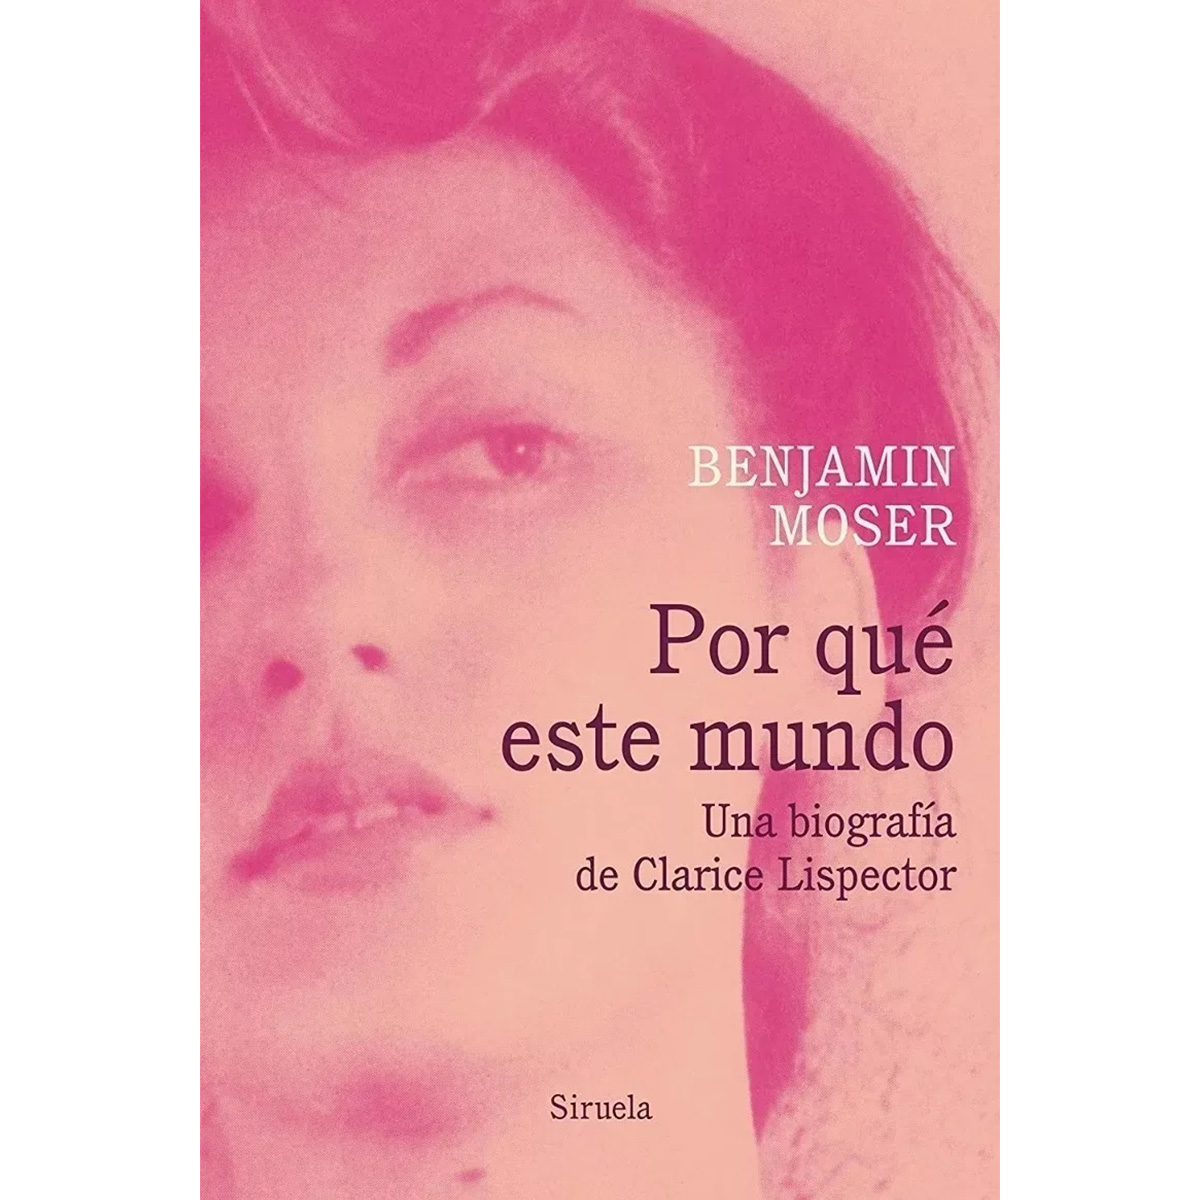 BENJAMIN
MOSER
Por qué
este mundo
Una biografía
de Clarice Lispector
Siruela